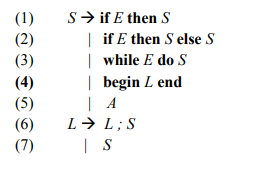 (1) S → if E then S
(2) | if E then S else S
(3) | while E do S
(4) | begin L end
(5) | A
(6) L → L ; S
(7) | S